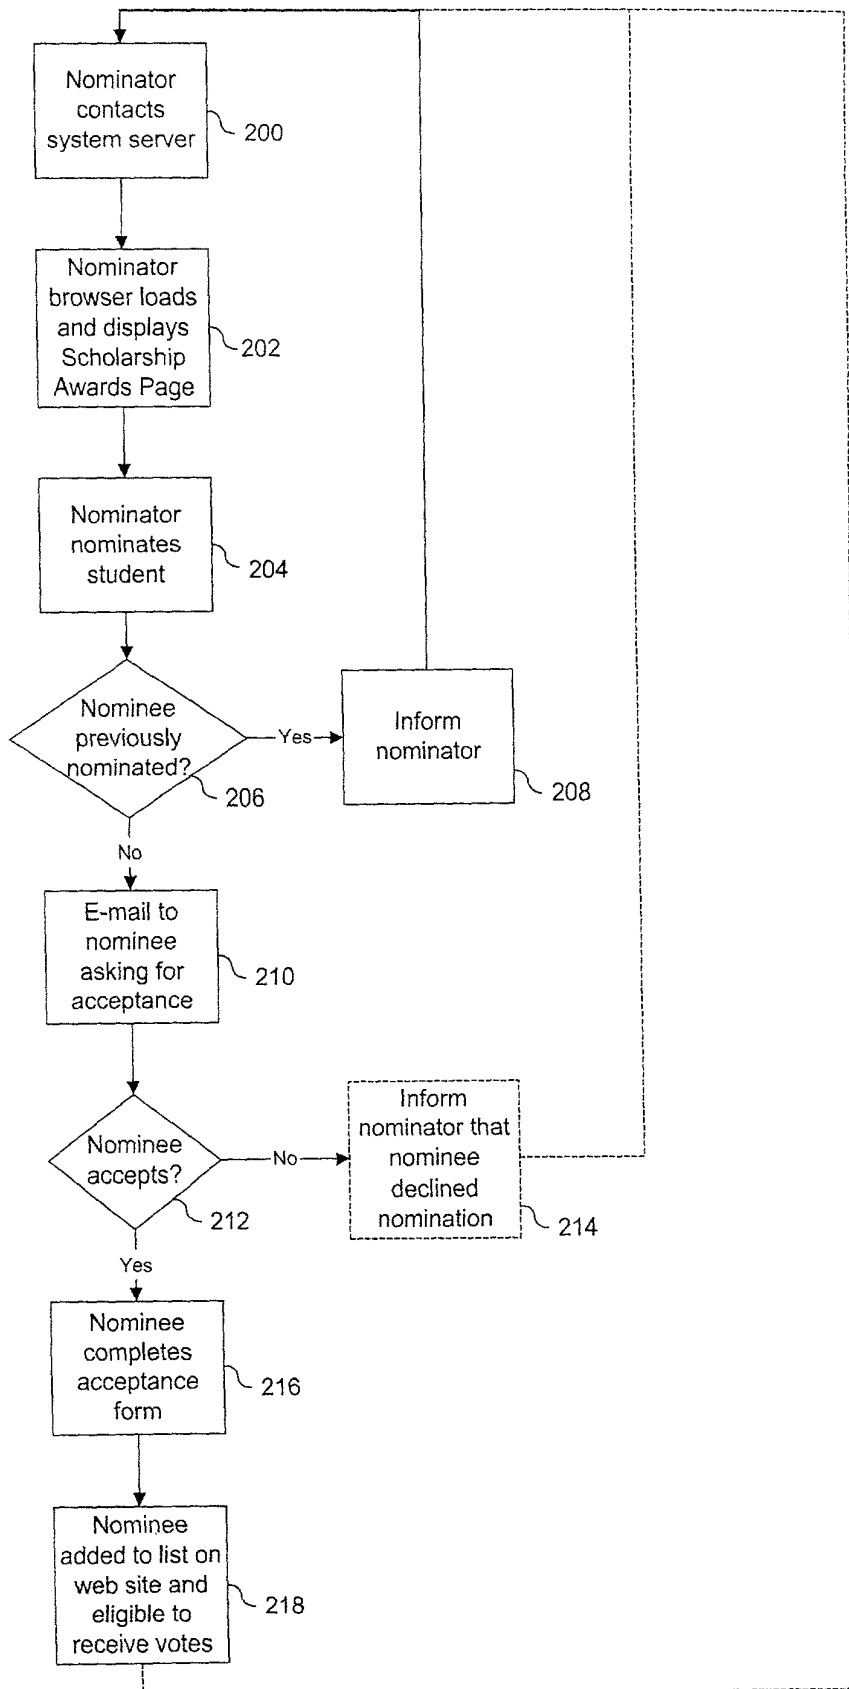 Nominator
contacts
system server
200
Nominator
browser loads
and displays
Scholarship
Awards Page
202
Nominator
nominates
student
204
Nominee
previously
nominated?
206
Yes
Inform
nominator
208
No
E-mail to
nominee
asking for
acceptance
210
Nominee
accepts?
212
No
Inform
nominator that
nominee
declined
nomination
214
Yes
Nominee
completes
acceptance
form
216
Nominee
added to list on
web site and
eligible to
receive votes
218